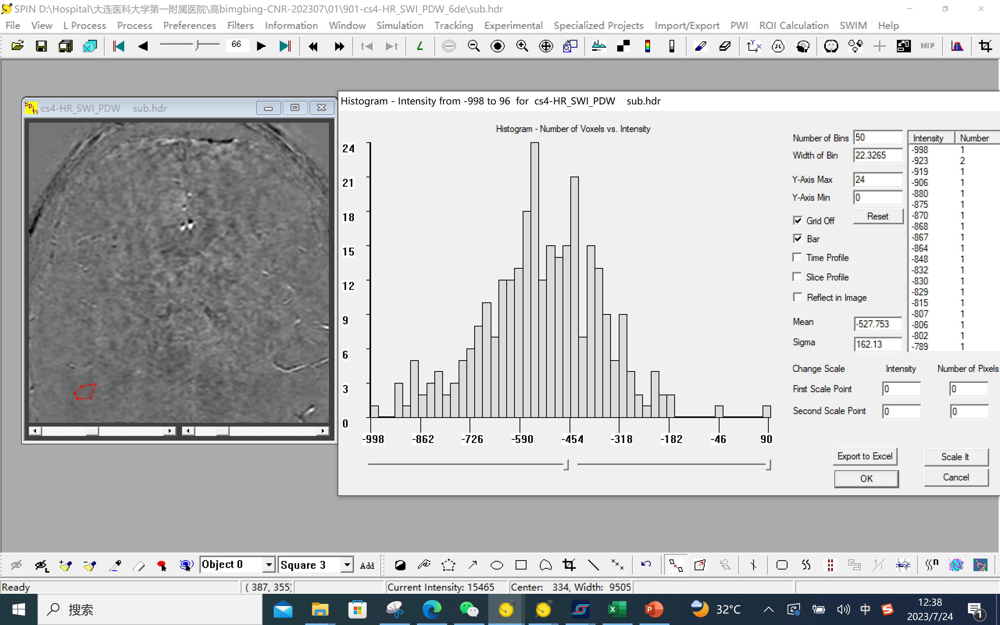 SPIN D:\Hospital\大连医科大学第一附属医院\高bimgbing-CNR-202307\01\901-cs4-HR_SWI_PDW_6de\sub.hdr
File View L Process Process Preferences Filters Information Window Simulation Tracking Experimental Specialized Projects Import/Export PWI ROI Calculation SWIM Help
66
MIP
Spin cs4-HR_SWI_PDW sub.hdr
Histogram - Intensity from -998 to 96 for cs4-HR_SWI_PDW sub.hdr
Histogram - Number of Voxels vs. Intensity
24
21
18
15
12
9
6
3
0
-998 -862 -726 -590 -454 -318 -182 -46 90
Number of Bins 50
Width of Bin 22.3265
Y-Axis Max 24
Y-Axis Min 0
Reset
Grid Off
Bar
Time Profile
Slice Profile
Reflect in Image
Mean -527.753
Sigma 162.13
Intensity Number
-998 1
-923 2
-919 1
-906 1
-880 1
-875 1
-870 1
-868 1
-867 1
-864 1
-848 1
-832 1
-830 1
-829 1
-815 1
-807 1
-806 1
-802 1
-789 1
Change Scale Intensity Number of Pixels
First Scale Point 0 0
Second Scale Point 0 0
Export to Excel Scale It
OK Cancel
Object 0 Square 3 Add
Ready ( 387, 355) Current Intensity: 15465 Center: 334, Width: 9505
搜索
32°C
中
12:38
2023/7/24
1